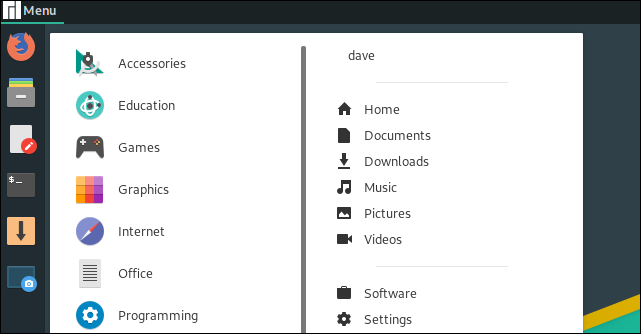 Menu
Accessories
Education
Games
Graphics
Internet
Office
Programming
dave
Home
Documents
Downloads
Music
Pictures
Videos
Software
Settings
$_